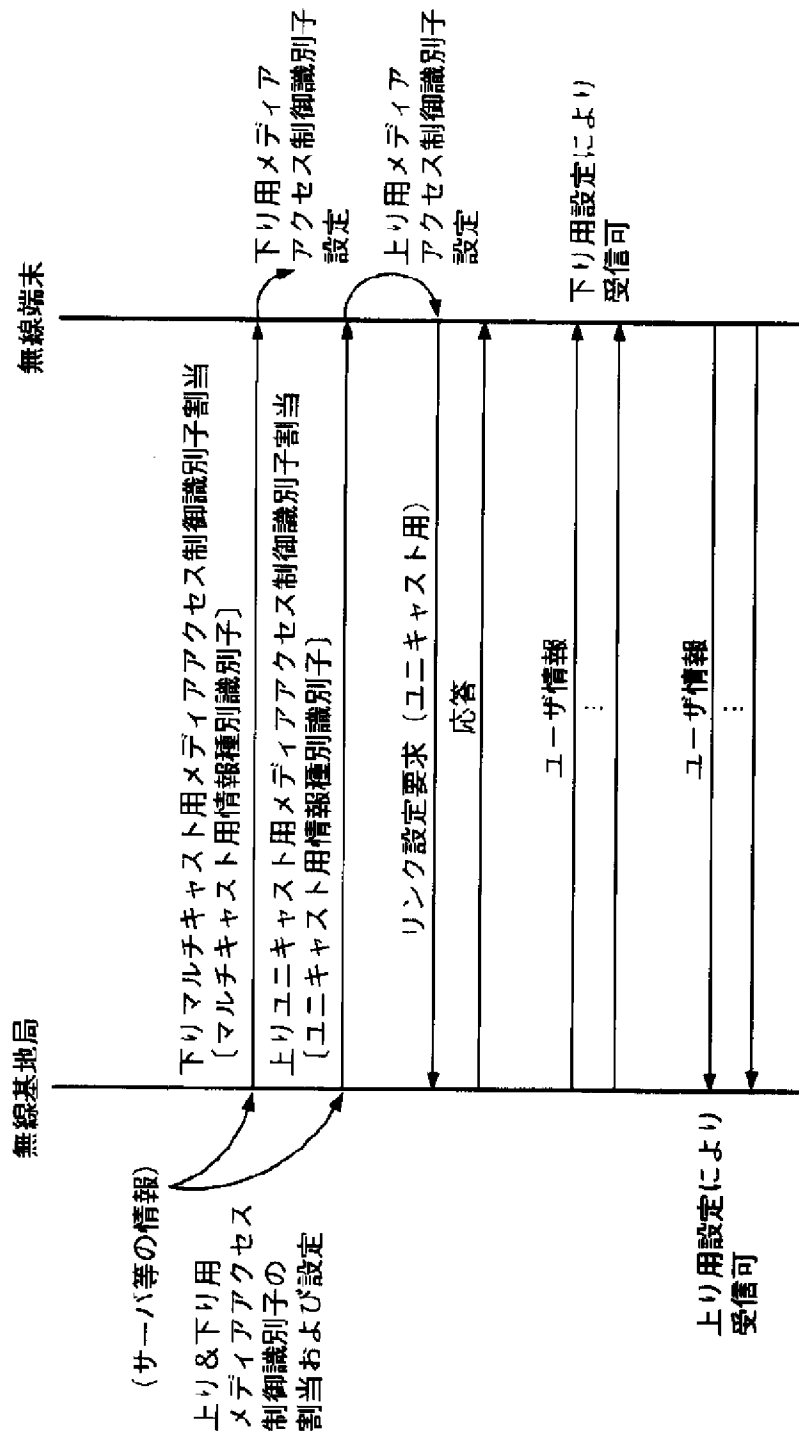 無線基地局
無線端末
(サーバ等の情報)
上り&下り用
メディアアクセス
制御識別子の
割当および設定
下りマルチキャスト用メディアアクセス制御識別子割当
〔マルチキャスト用情報種別識別子〕
下り用メディア
アクセス制御識別子
設定
上りユニキャスト用メディアアクセス制御識別子割当
〔ユニキャスト用情報種別識別子〕
上り用メディア
アクセス制御識別子
設定
リンク設定要求(ユニキャスト用)
応答
ユーザ情報
…
下り用設定により
受信可
ユーザ情報
…
上り用設定により
受信可